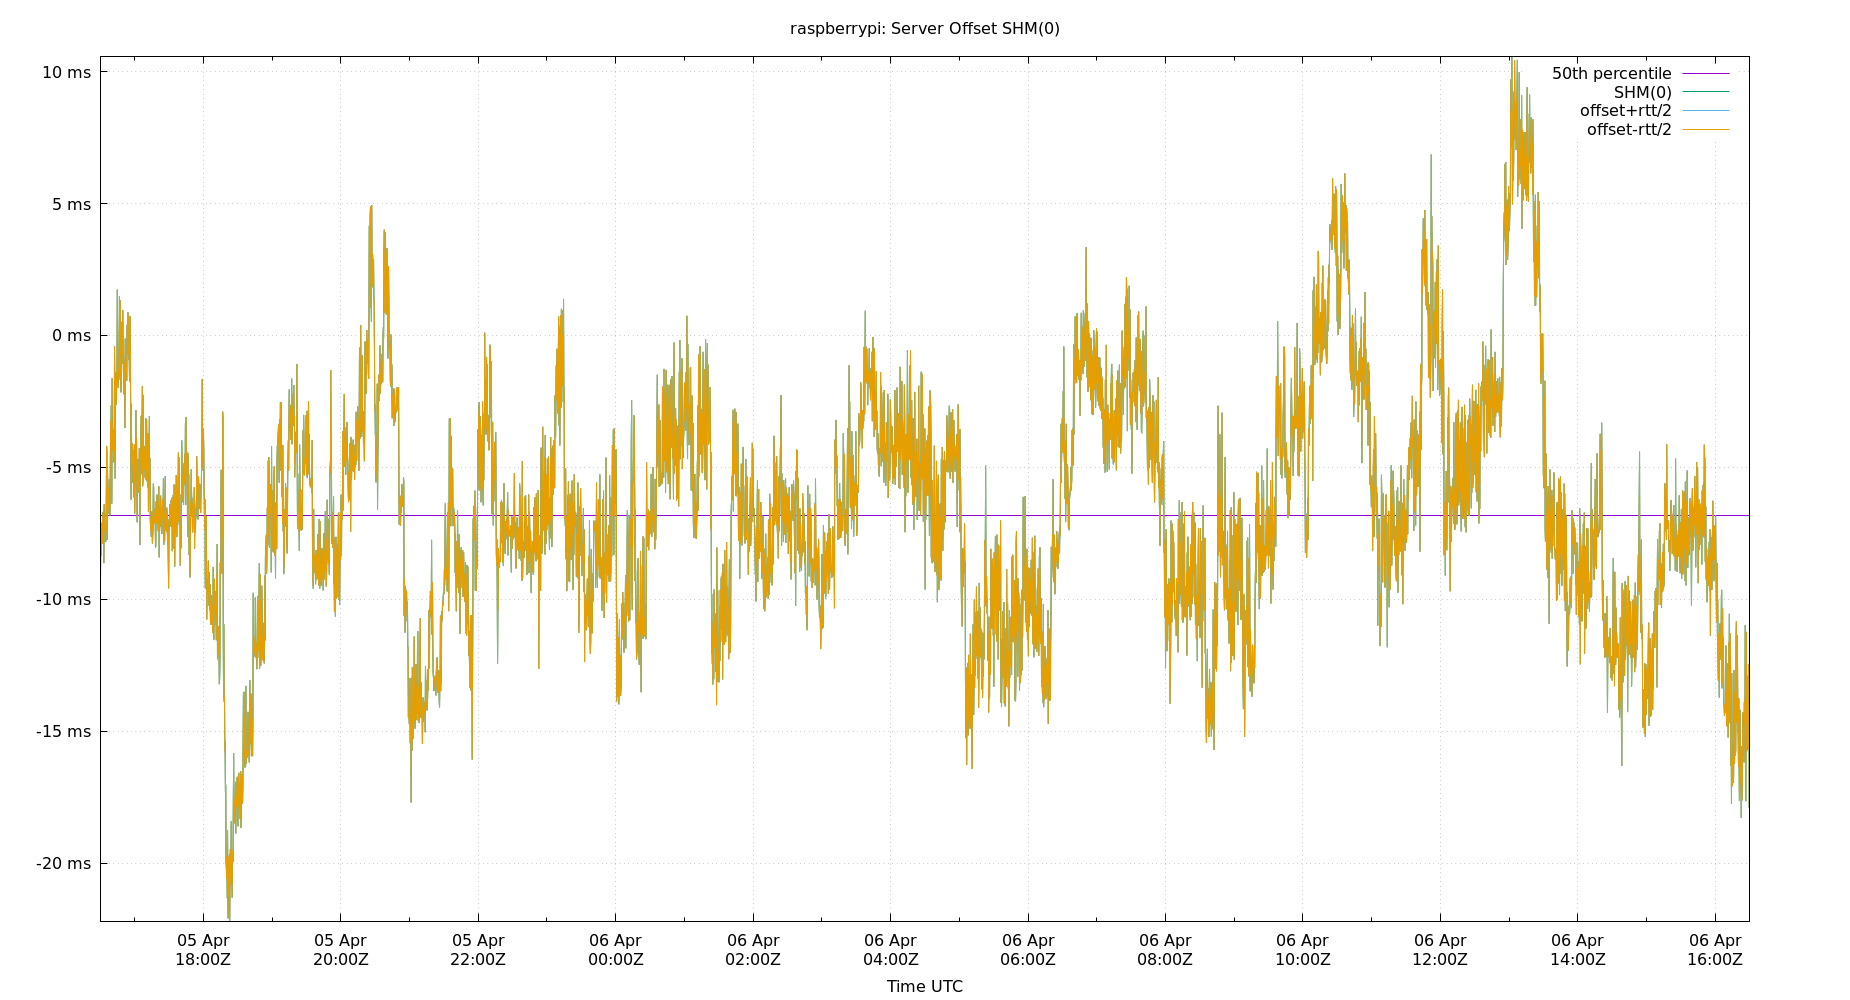 raspberrypi: Server Offset SHM(0)
10 ms
5 ms
0 ms
-5 ms
-10 ms
-15 ms
-20 ms
50th percentile
SHM(0)
offset+rtt/2
offset-rtt/2
05 Apr 05 Apr 05 Apr 06 Apr 06 Apr 06 Apr 06 Apr 06 Apr 06 Apr 06 Apr 06 Apr 06 Apr
18:00Z 20:00Z 22:00Z 00:00Z 02:00Z 04:00Z 06:00Z 08:00Z 10:00Z 12:00Z 14:00Z 16:00Z
Time UTC